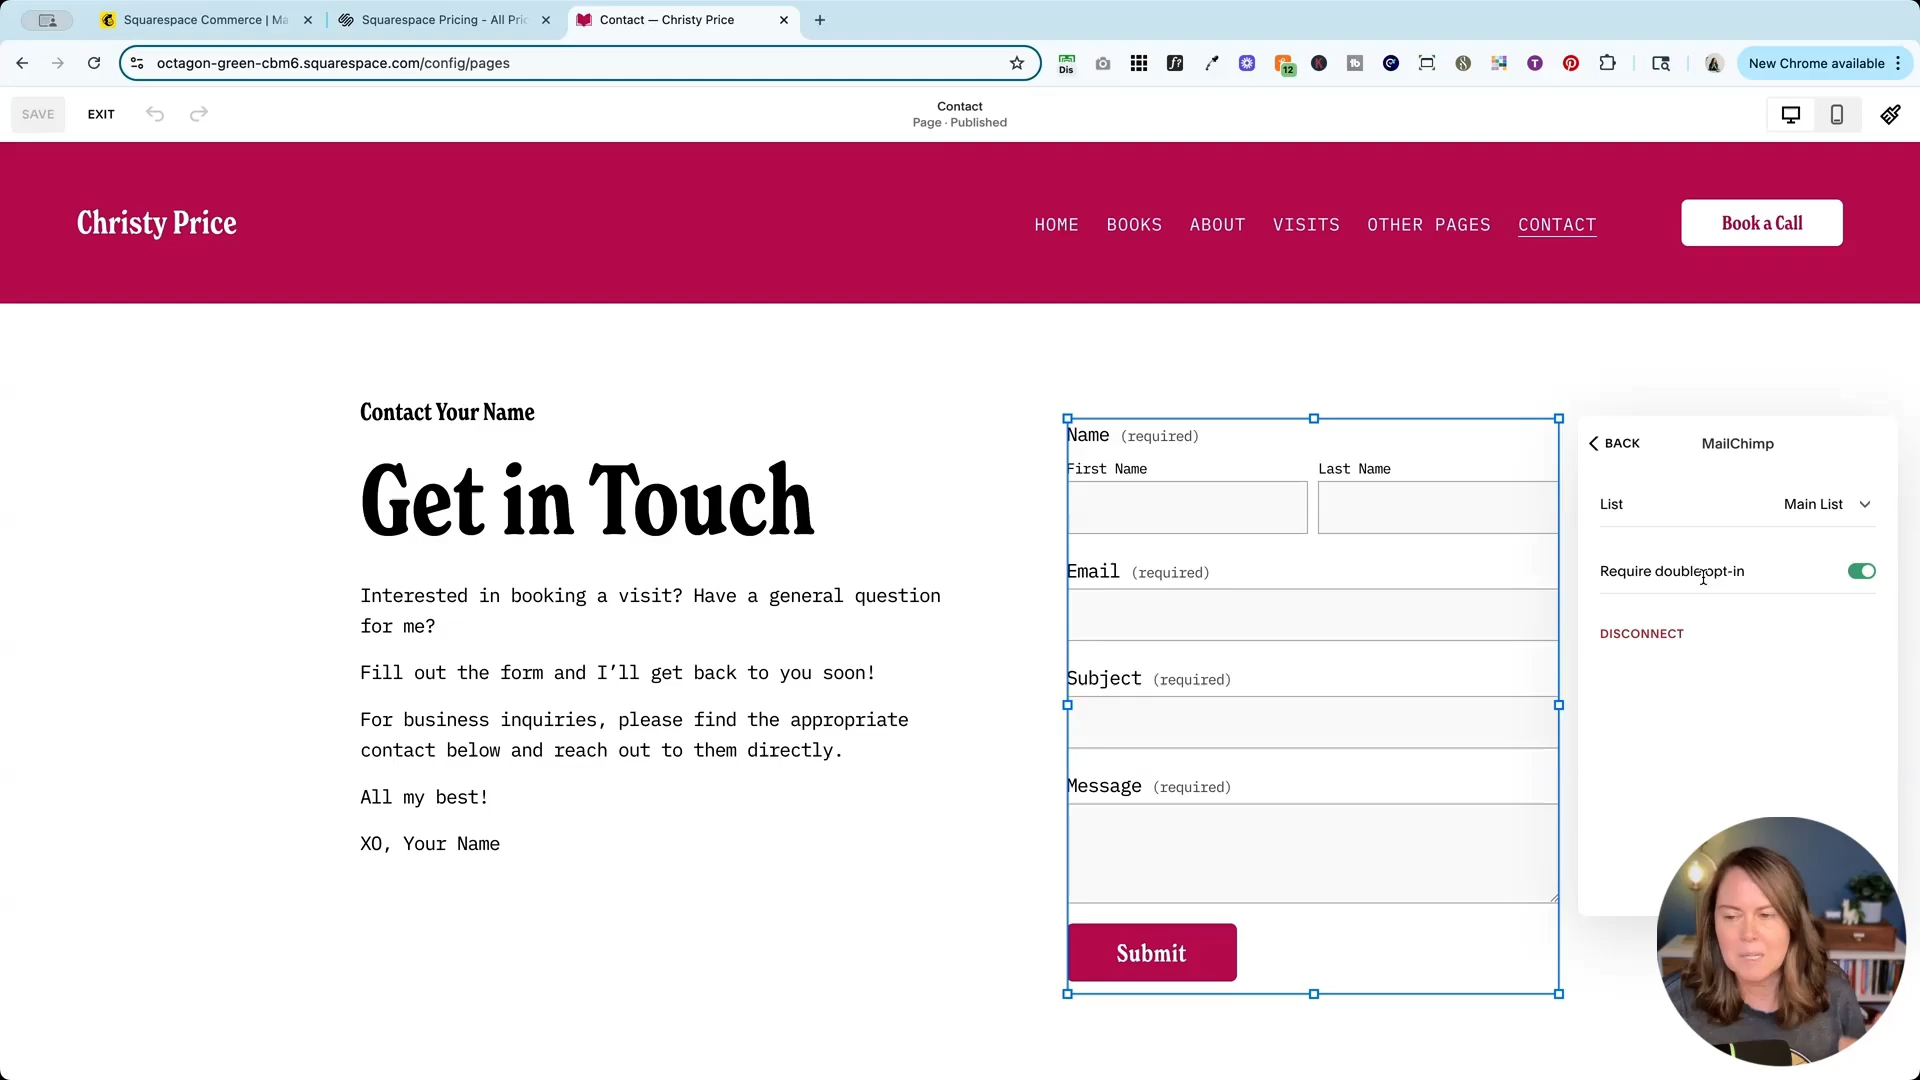 Squarespace Commerce | Ma
Squarespace Pricing - All Pric
Contact — Christy Price
octagon-green-cbm6.squarespace.com/config/pages
Dis
12
New Chrome available
SAVE
EXIT
Contact
Page · Published
Christy Price
HOME
BOOKS
ABOUT
VISITS
OTHER PAGES
CONTACT
Book a Call
Contact Your Name
Get in Touch
Interested in booking a visit? Have a general question
for me?
Fill out the form and I’ll get back to you soon!
For business inquiries, please find the appropriate
contact below and reach out to them directly.
All my best!
XO, Your Name
Name (required)
First Name
Last Name
Email (required)
Subject (required)
Message (required)
Submit
BACK
MailChimp
List
Main List
Require double opt-in
DISCONNECT